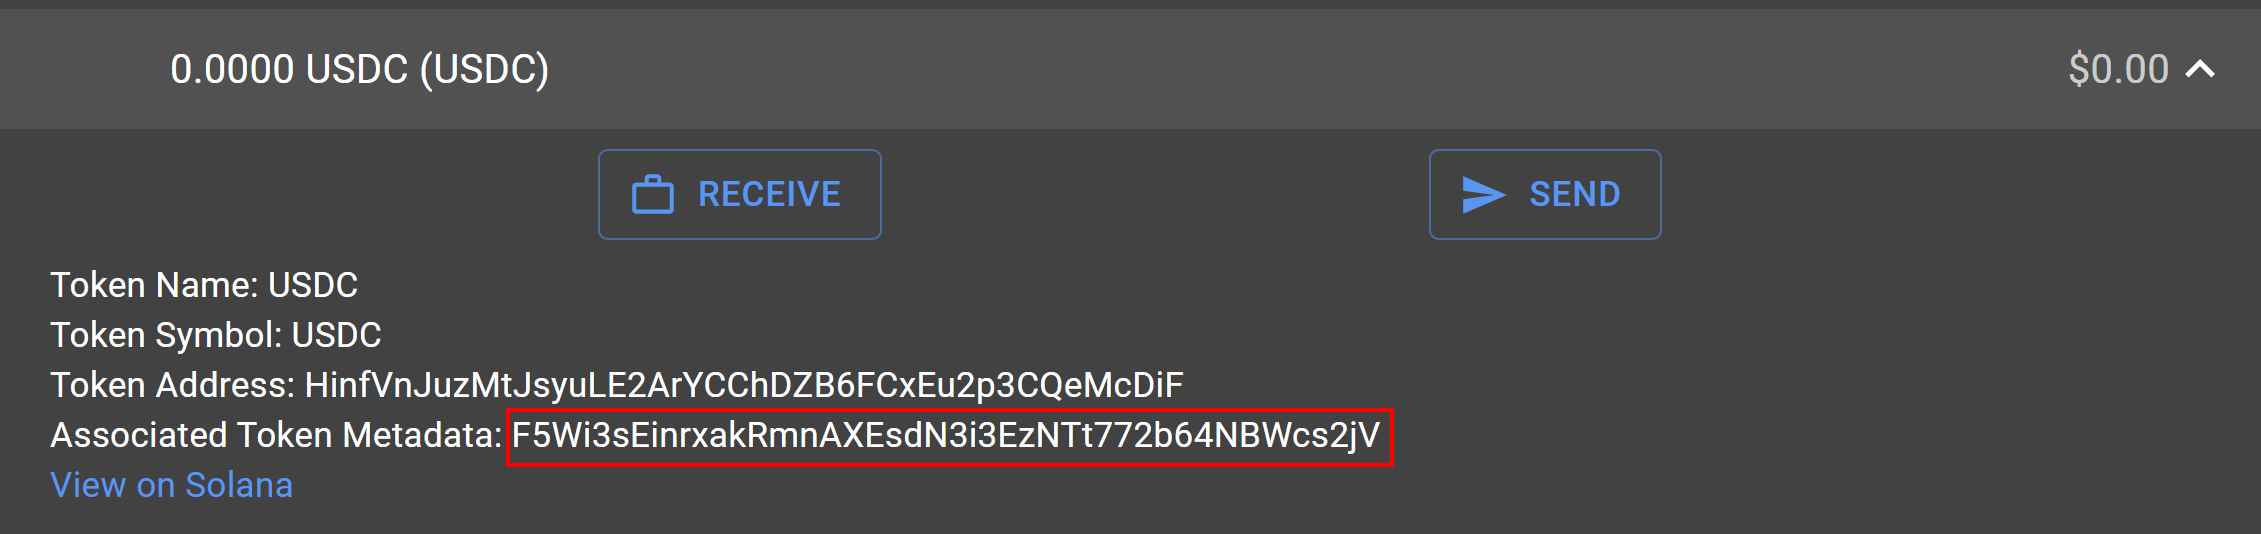 0.0000 USDC (USDC) $0.00
RECEIVE SEND
Token Name: USDC
Token Symbol: USDC
Token Address: HinfVnJuzMtJsyuLE2ArYCChDZB6FCxEu2p3CQeMcDiF
Associated Token Metadata: F5Wi3sEinrxakRmnAXEsdN3i3EzNTt772b64NBWcs2jV
View on Solana